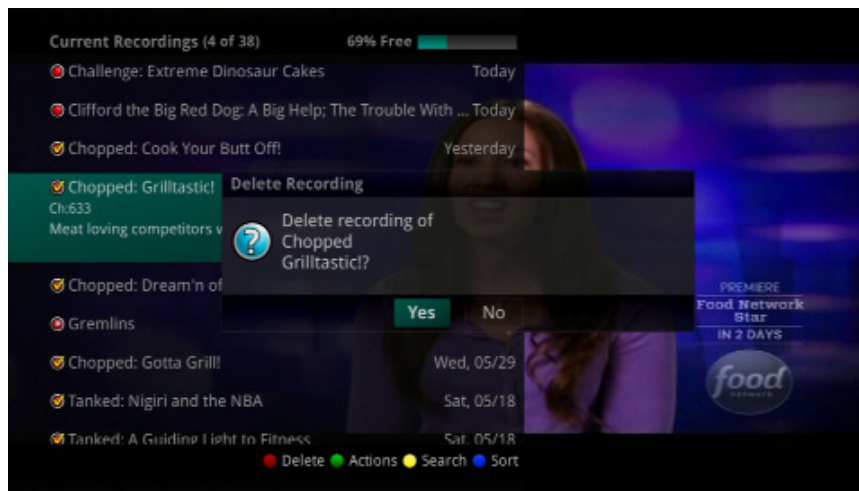 Current Recordings (4 of 38) 69% Free
Challenge: Extreme Dinosaur Cakes Today
Clifford the Big Red Dog: A Big Help; The Trouble With ... Today
Chopped: Cook Your Butt Off! Yesterday
Chopped: Grilltastic!
Ch:633
Meat loving competitors
Delete Recording
Delete recording of
Chopped
Grilltastic!?
Yes No
Chopped: Dream'n of
Gremlins
Chopped: Gotta Grill! Wed, 05/29
Tanked: Nigiri and the NBA Sat, 05/18
Tanked: A Guiding Light to Fitness Sat, 05/18
Delete Actions Search Sort
PREMIERE
Food Network
Star
IN 2 DAYS
food
network